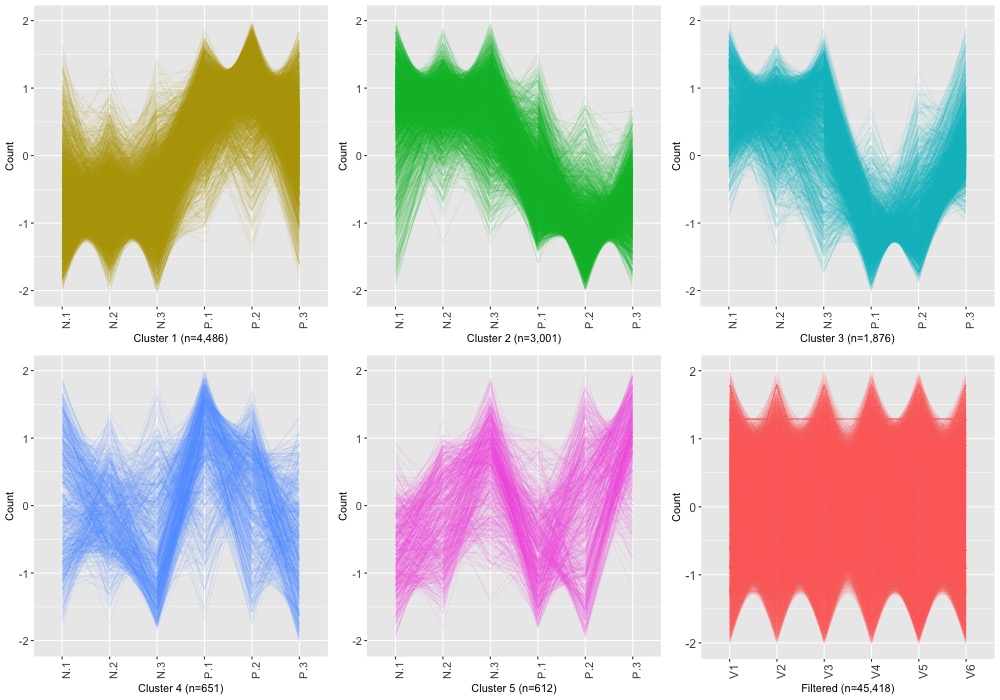 2
1
0
-1
-2
Count
N.1 N.2 N.3 P.1 P.2 P.3
Cluster 1 (n=4,486)
2
1
0
-1
-2
Count
N.1 N.2 N.3 P.1 P.2 P.3
Cluster 2 (n=3,001)
2
1
0
-1
-2
Count
N.1 N.2 N.3 P.1 P.2 P.3
Cluster 3 (n=1,876)
2
1
0
-1
-2
Count
N.1 N.2 N.3 P.1 P.2 P.3
Cluster 4 (n=651)
2
1
0
-1
-2
Count
N.1 N.2 N.3 P.1 P.2 P.3
Cluster 5 (n=612)
2
1
0
-1
-2
Count
V1 V2 V3 V4 V5 V6
Filtered (n=45,418)